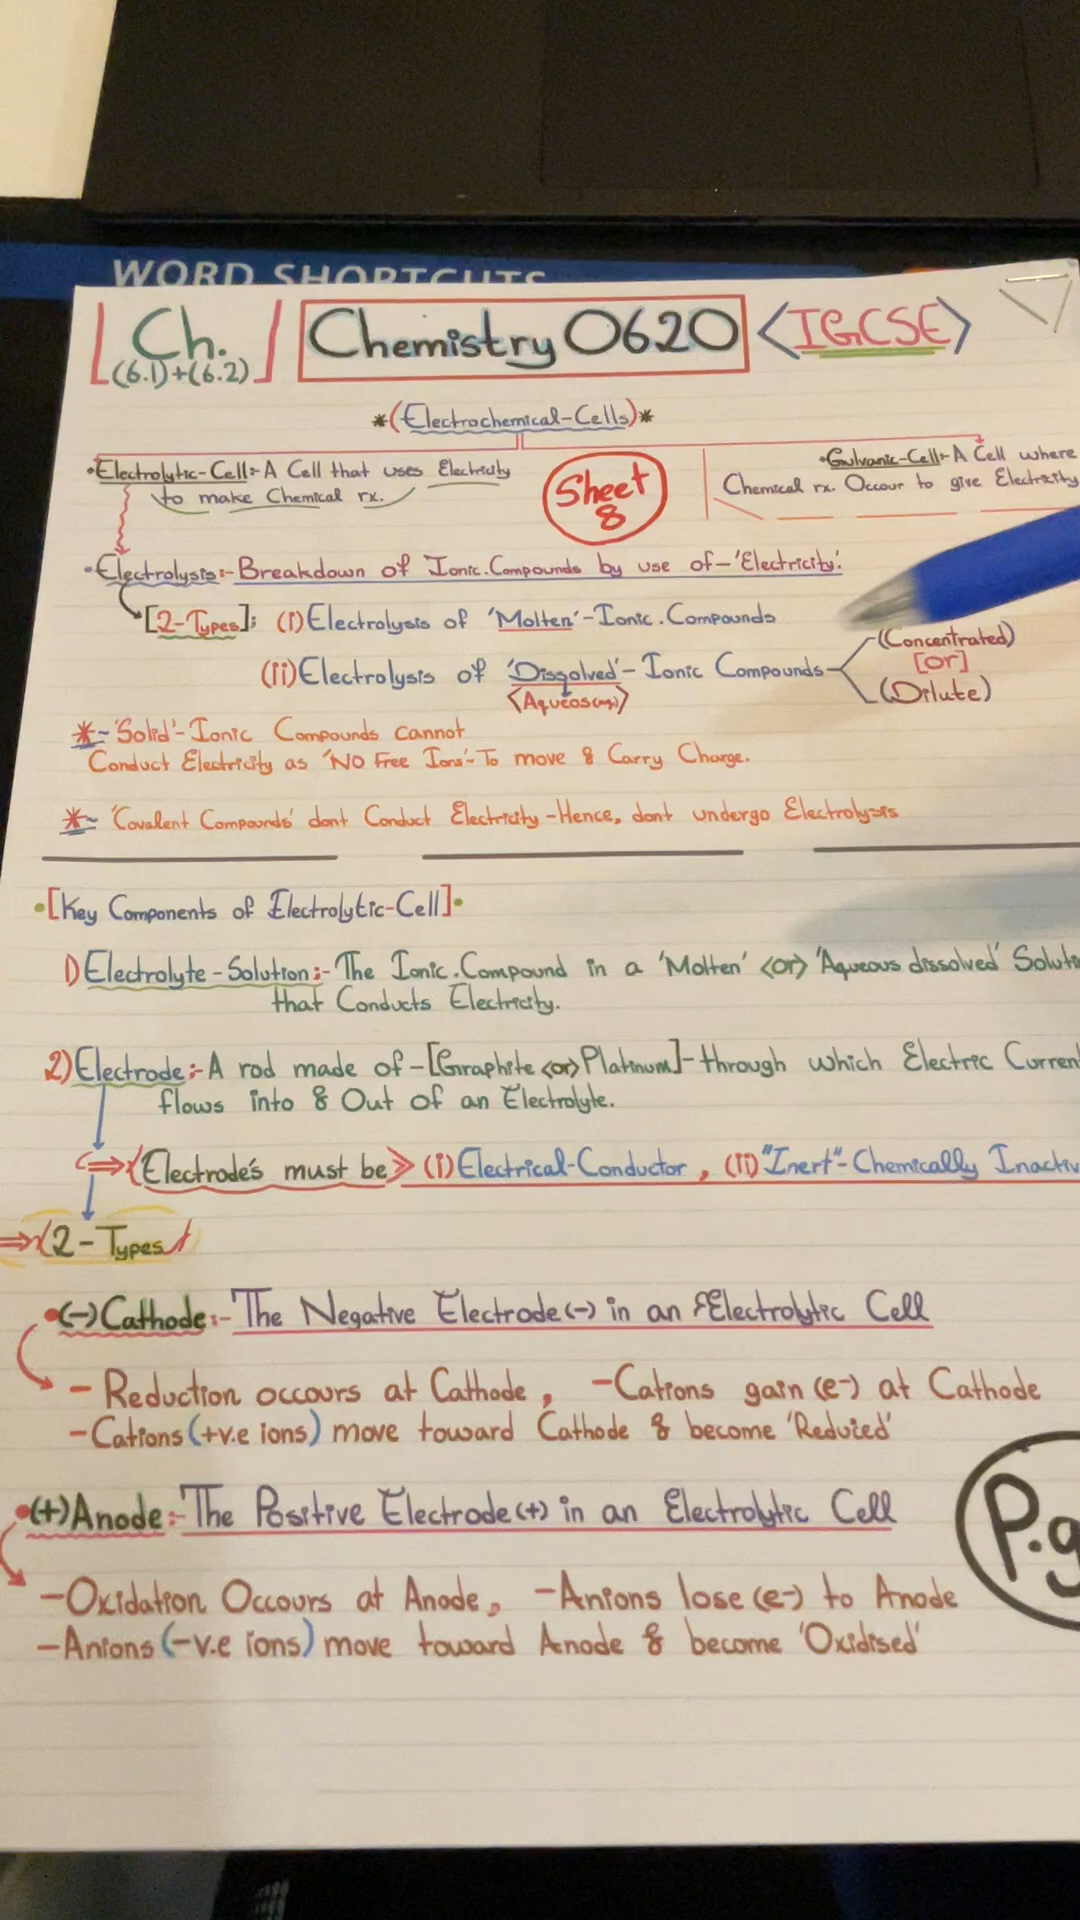 WORD SHORTCUTS
Ch. (6.1)+(6.2)
Chemistry 0620 <IGCSE>
*(Electrochemical-Cells)*
•Electrolytic-Cell:- A Cell that uses Electricity
to make Chemical rx.
Sheet
8
•Galvanic-Cell:- A Cell where
Chemical rx. Occour to give Electricity
•Electrolysis:- Breakdown of Ionic.Compounds by use of -'Electricity'.
[2-Types]: (i) Electrolysis of 'Molten'-Ionic.Compounds
(ii) Electrolysis of 'Dissolved'-Ionic Compounds
<Aqueos(aq)>
(Concentrated)
[or]
(Dilute)
*~'Solid'-Ionic Compounds cannot
Conduct Electricity as 'NO Free Ions'-To move & Carry Charge.
*~ 'Covalent Compounds' dont Conduct Electricity-Hence, dont undergo Electrolysis
•[Key Components of Electrolytic-Cell]•
1) Electrolyte-Solution:- The Ionic.Compound in a 'Molten' <or> 'Aqueous dissolved' Solut
that Conducts Electricity.
2) Electrode:- A rod made of -[Graphite <or> Platinum]- through which Electric Curren
flows into & Out of an Electrolyte.
⇒(Electrode's must be≫ (i) Electrical-Conductor, (ii) "Inert"-Chemically Inactiv
⇒(2-Types)
•(-)Cathode:- The Negative Electrode(-) in an Electrolytic Cell
- Reduction occours at Cathode, -Cations gain (e-) at Cathode
-Cations(+v.e ions) move toward Cathode & become 'Reduced'
•(+)Anode:- The Positive Electrode(+) in an Electrolytic Cell
-Oxidation Occours at Anode, -Anions lose (e-) to Anode
-Anions(-v.e ions) move toward Anode & become 'Oxidised'
P.g